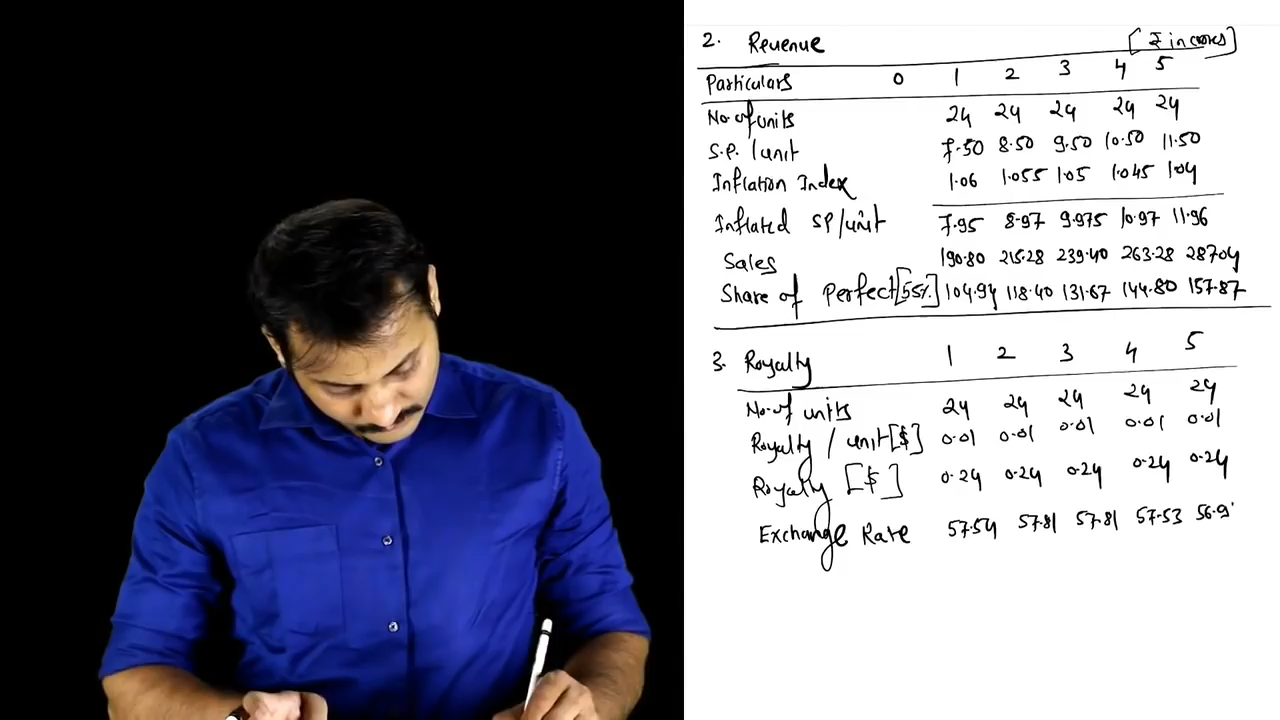 2. Revenue [₹ in crores]
Particulars 0 1 2 3 4 5
No. of units 24 24 24 24 24
S.P. / unit 7.50 8.50 9.50 10.50 11.50
Inflation Index 1.06 1.055 1.05 1.045 1.04
Inflated SP/unit 7.95 8.97 9.975 10.97 11.96
Sales 190.80 215.28 239.40 263.28 287.04
Share of Perfect [55%] 104.94 118.40 131.67 144.80 157.87
3. Royalty 1 2 3 4 5
No. of units 24 24 24 24 24
Royalty / unit [$] 0.01 0.01 0.01 0.01 0.01
Royalty [$] 0.24 0.24 0.24 0.24 0.24
Exchange Rate 57.54 57.81 57.81 57.53